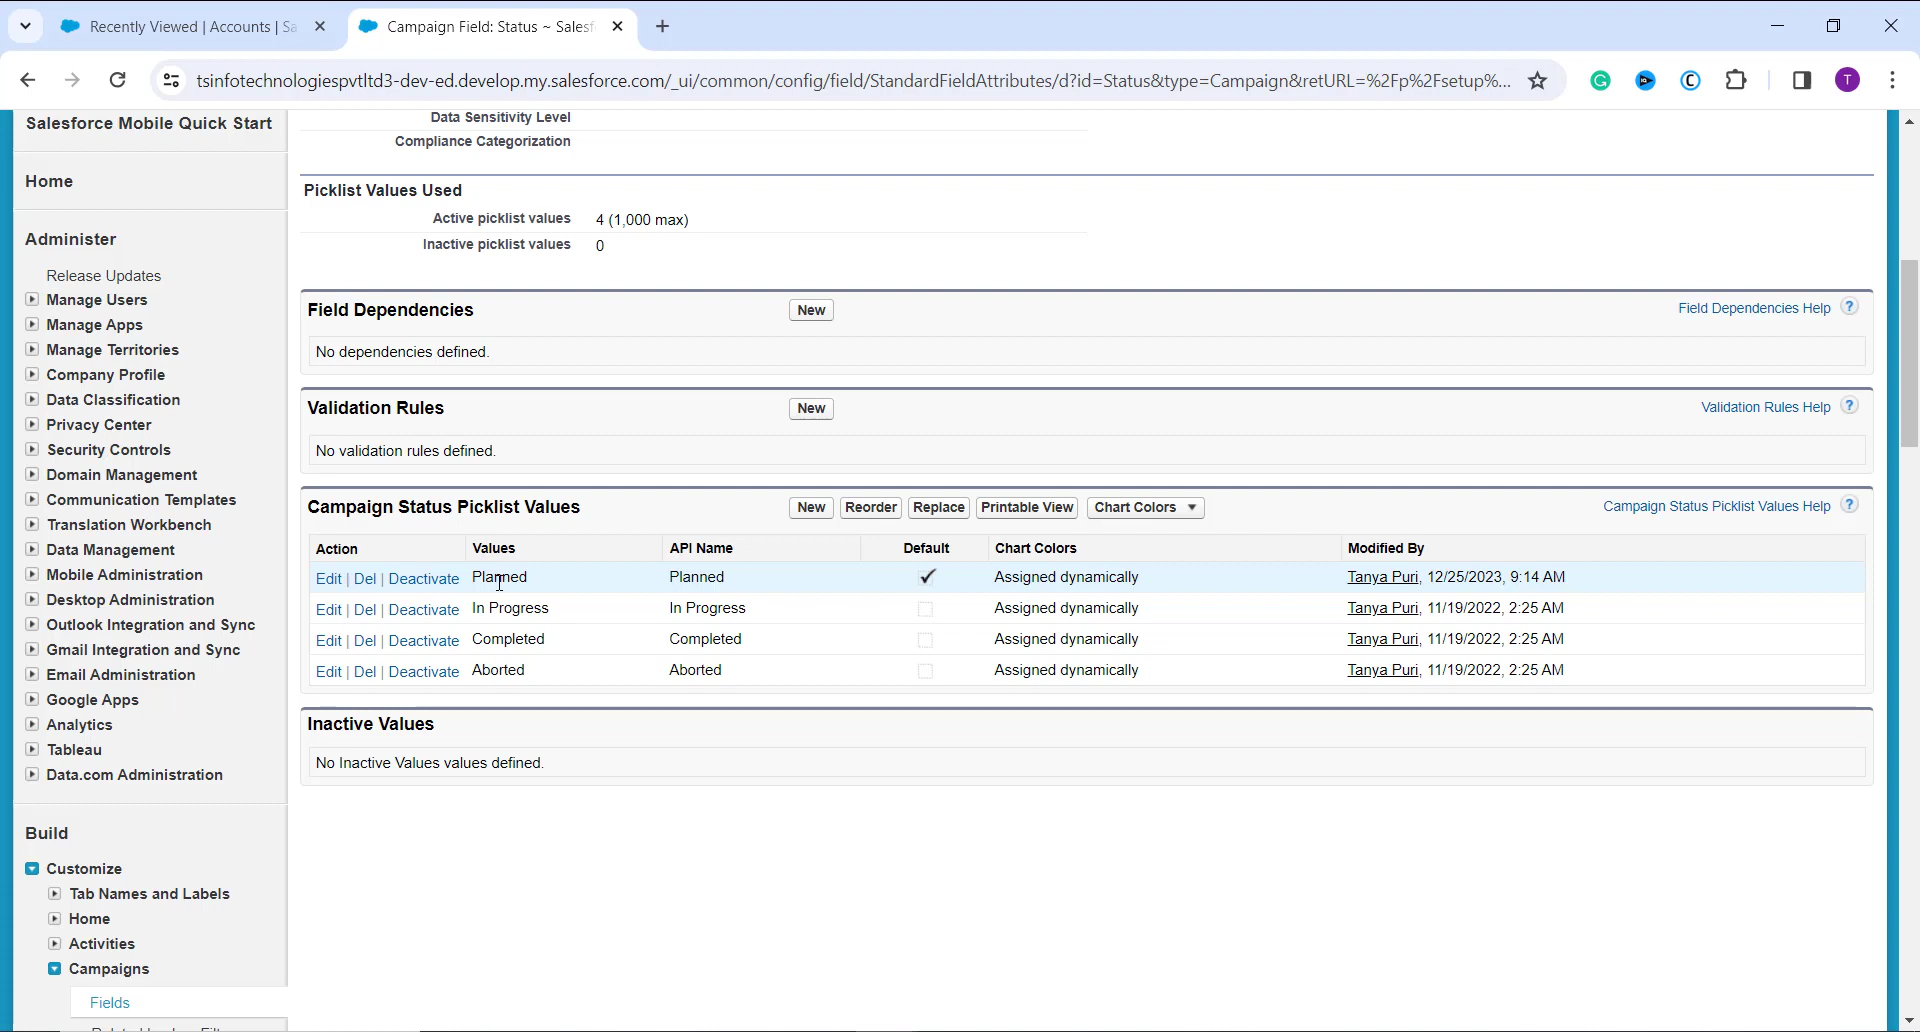 Recently Viewed | Accounts | Sa
Campaign Field: Status ~ Salesf
tsinfotechnologiespvtltd3-dev-ed.develop.my.salesforce.com/_ui/common/config/field/StandardFieldAttributes/d?id=Status&type=Campaign&retURL=%2Fp%2Fsetup%...
T
Salesforce Mobile Quick Start
Home
Administer
Release Updates
Manage Users
Manage Apps
Manage Territories
Company Profile
Data Classification
Privacy Center
Security Controls
Domain Management
Communication Templates
Translation Workbench
Data Management
Mobile Administration
Desktop Administration
Outlook Integration and Sync
Gmail Integration and Sync
Email Administration
Google Apps
Analytics
Tableau
Data.com Administration
Build
Customize
Tab Names and Labels
Home
Activities
Campaigns
Fields
Data Sensitivity Level
Compliance Categorization
Picklist Values Used
Active picklist values 4 (1,000 max)
Inactive picklist values 0
Field Dependencies New Field Dependencies Help ?
No dependencies defined.
Validation Rules New Validation Rules Help ?
No validation rules defined.
Campaign Status Picklist Values New Reorder Replace Printable View Chart Colors Campaign Status Picklist Values Help ?
Action Values API Name Default Chart Colors Modified By
Edit | Del | Deactivate Planned Planned Assigned dynamically Tanya Puri, 12/25/2023, 9:14 AM
Edit | Del | Deactivate In Progress In Progress Assigned dynamically Tanya Puri, 11/19/2022, 2:25 AM
Edit | Del | Deactivate Completed Completed Assigned dynamically Tanya Puri, 11/19/2022, 2:25 AM
Edit | Del | Deactivate Aborted Aborted Assigned dynamically Tanya Puri, 11/19/2022, 2:25 AM
Inactive Values
No Inactive Values values defined.